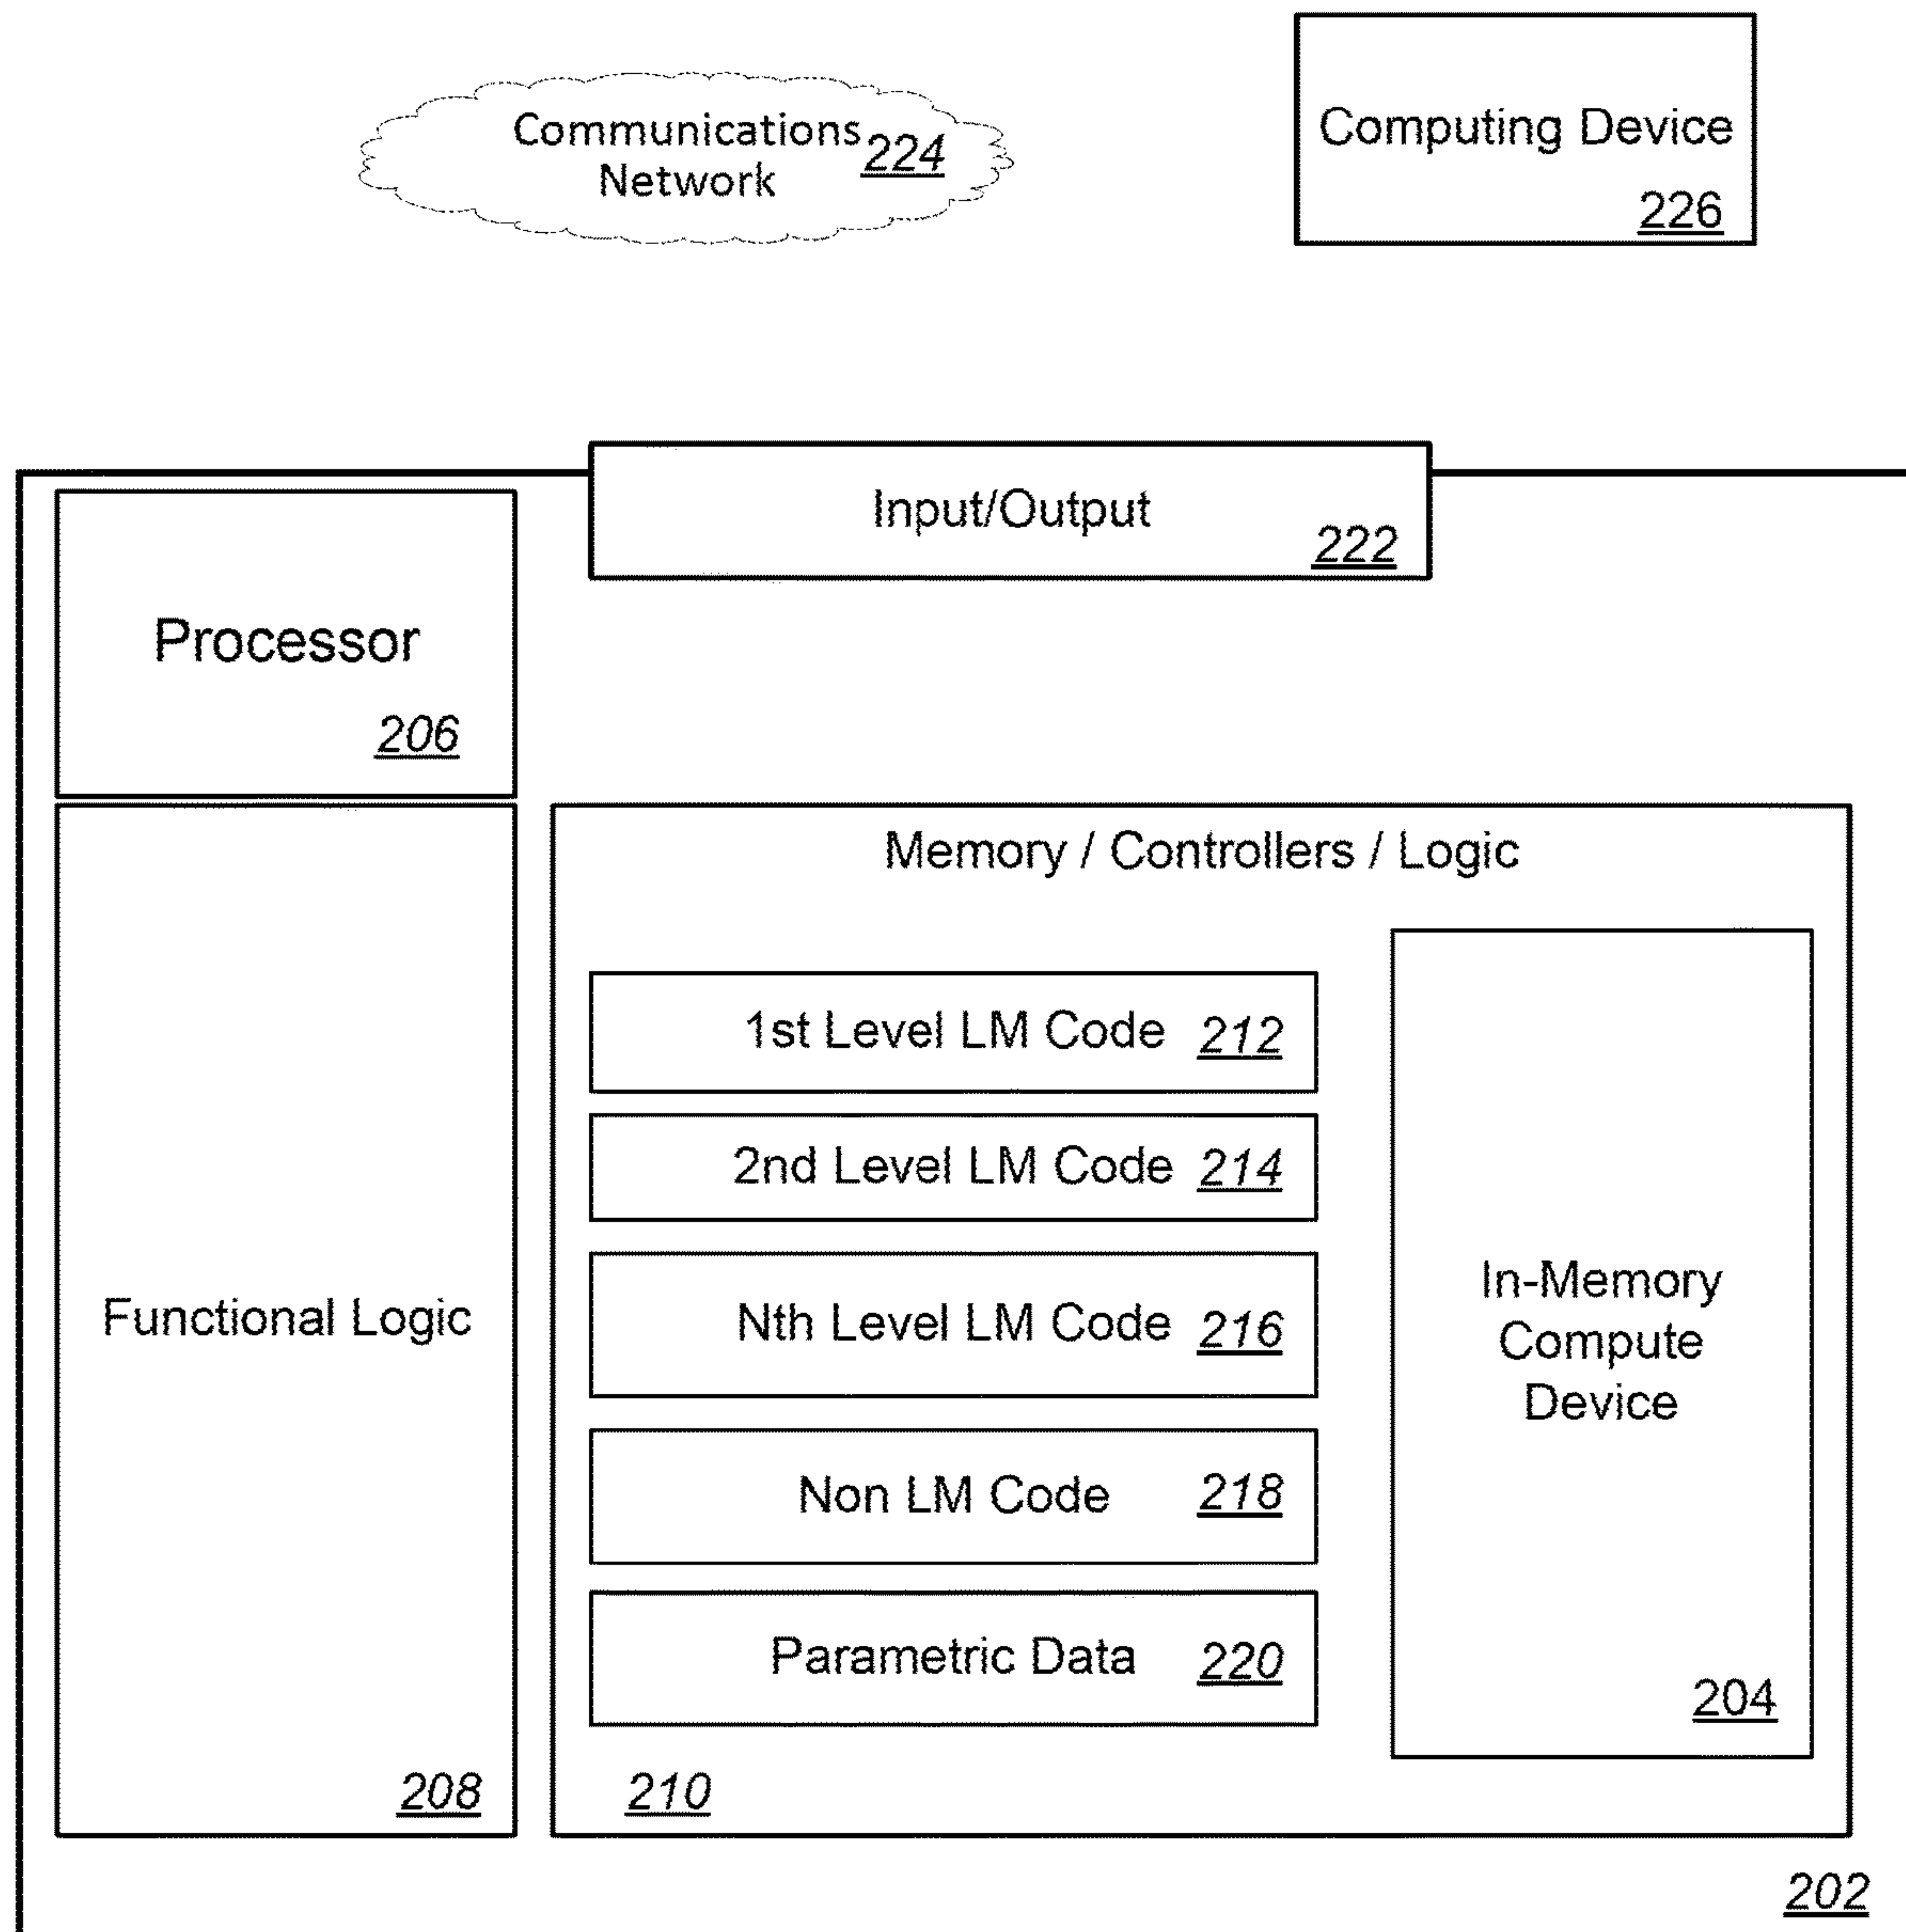 Communications
Network 224
Computing Device
226
Input/Output
222
Processor
206
Functional Logic
208
Memory / Controllers / Logic
1st Level LM Code 212
2nd Level LM Code 214
Nth Level LM Code 216
Non LM Code 218
Parametric Data 220
210
In-Memory
Compute
Device
204
202